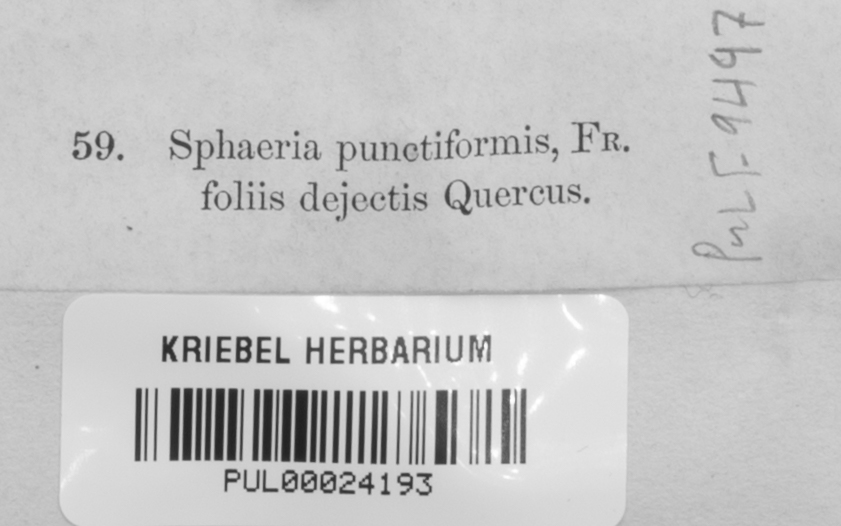 59. Sphaeria punctiformis, FR.
foliis dejectis Quercus.
PUL F-9497
KRIEBEL HERBARIUM
PUL00024193